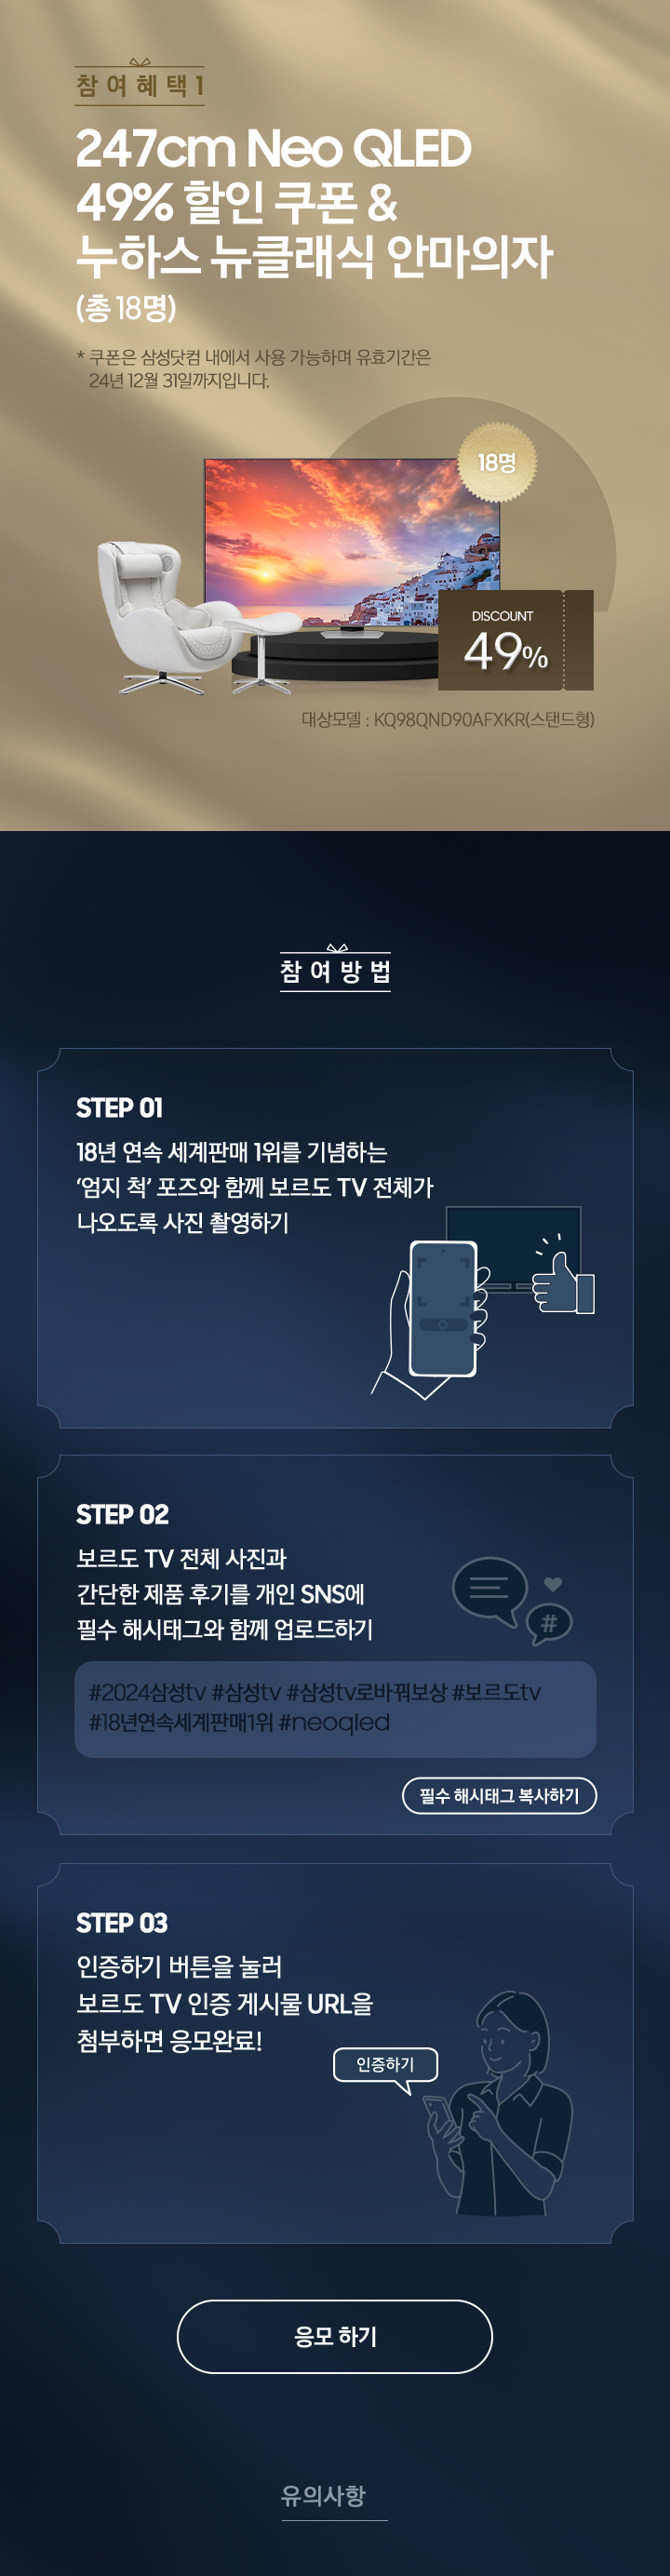 참여혜택1
247cm Neo QLED
49% 할인 쿠폰 &
누하스 뉴클래식 안마의자
(총 18명)
* 쿠폰은 삼성닷컴 내에서 사용 가능하며 유효기간은
24년 12월 31일까지입니다.
18명
DISCOUNT
49%
대상모델 : KQ98QND90AFXKR(스탠드형)
참여방법
STEP 01
18년 연속 세계판매 1위를 기념하는
‘엄지 척’ 포즈와 함께 보르도 TV 전체가
나오도록 사진 촬영하기
STEP 02
보르도 TV 전체 사진과
간단한 제품 후기를 개인 SNS에
필수 해시태그와 함께 업로드하기
#
#2024삼성tv #삼성tv #삼성tv로바꿔보상 #보르도tv
#18년연속세계판매1위 #neoqled
필수 해시태그 복사하기
STEP 03
인증하기 버튼을 눌러
보르도 TV 인증 게시물 URL을
첨부하면 응모완료!
인증하기
응모 하기
유의사항